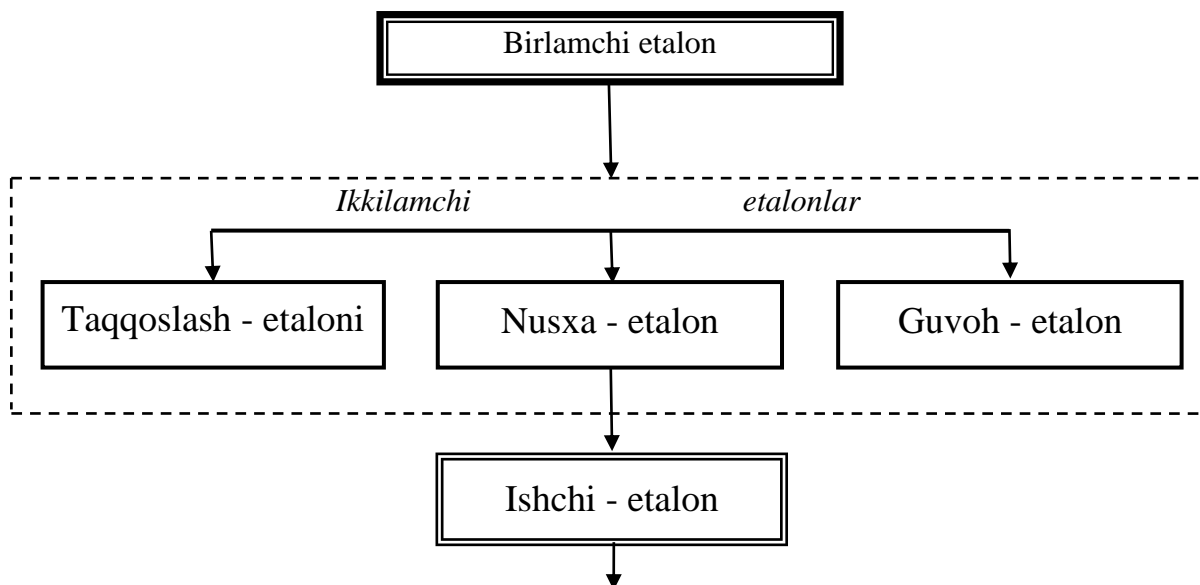 Birlamchi etalon
Ikkilamchi etalonlar
Taqqoslash - etaloni
Nusxa - etalon
Guvoh - etalon
Ishchi - etalon